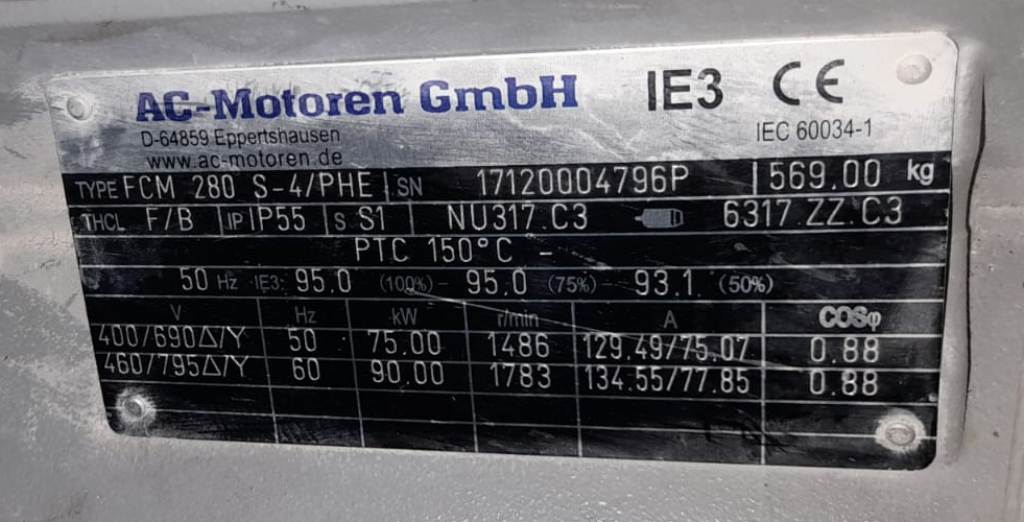 AC-Motoren GmbH IE3 CE
D-64859 Eppertshausen IEC 60034-1
www.ac-motoren.de
TYPE FCM 280 S-4/PHE SN 17120004796P 569.00 kg
THCL F/B IP IP55 S S1 NU317.C3 6317.ZZ.C3
PTC 150°C -
50 Hz IE3: 95.0 (100%) - 95.0 (75%) - 93.1 (50%)
V Hz kW r/min A COSφ
400/690Δ/Y 50 75.00 1486 129.49/75.07 0.88
460/795Δ/Y 60 90.00 1783 134.55/77.85 0.88